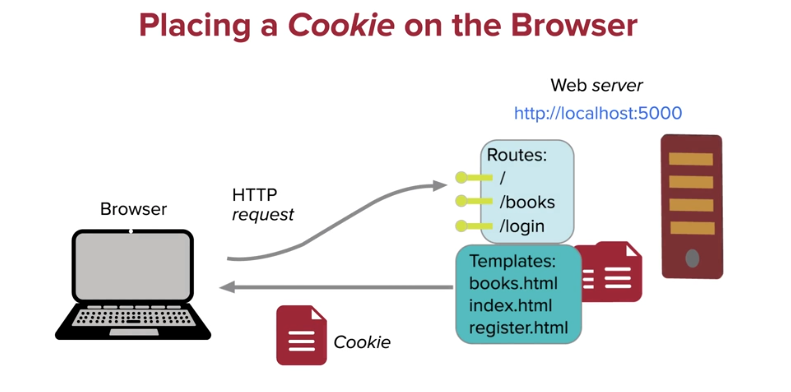 Placing a Cookie on the Browser
Web server
http://localhost:5000
Routes:
/
/books
/login
HTTP
request
Browser
Templates:
books.html
index.html
register.html
Cookie